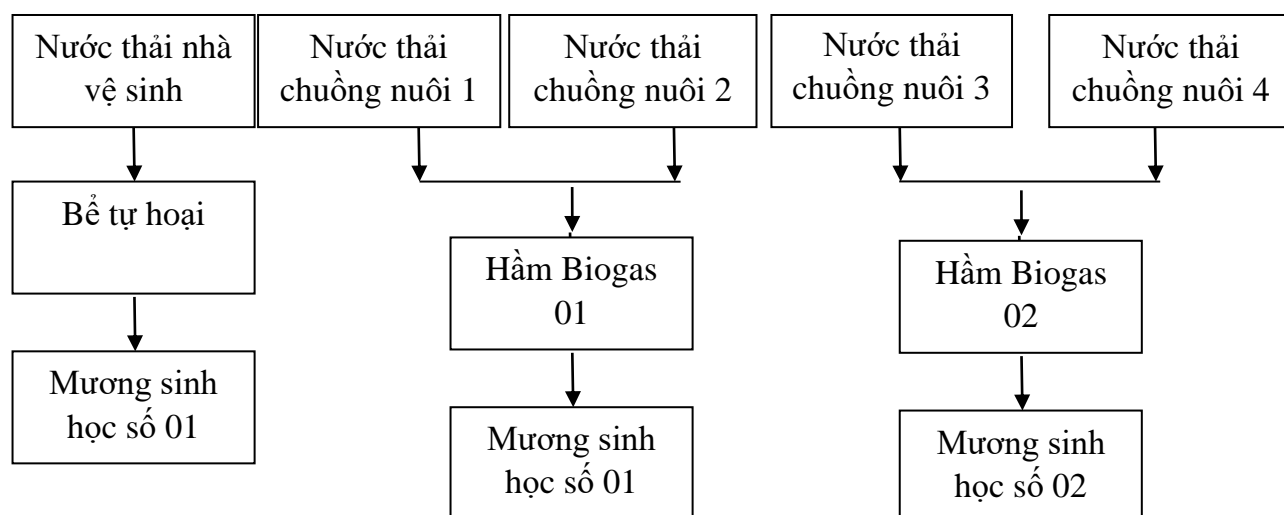 Nước thải nhà
vệ sinh
Nước thải
chuồng nuôi 1
Nước thải
chuồng nuôi 2
Nước thải
chuồng nuôi 3
Nước thải
chuồng nuôi 4
Bể tự hoại
Hầm Biogas
01
Hầm Biogas
02
Mương sinh
học số 01
Mương sinh
học số 01
Mương sinh
học số 02